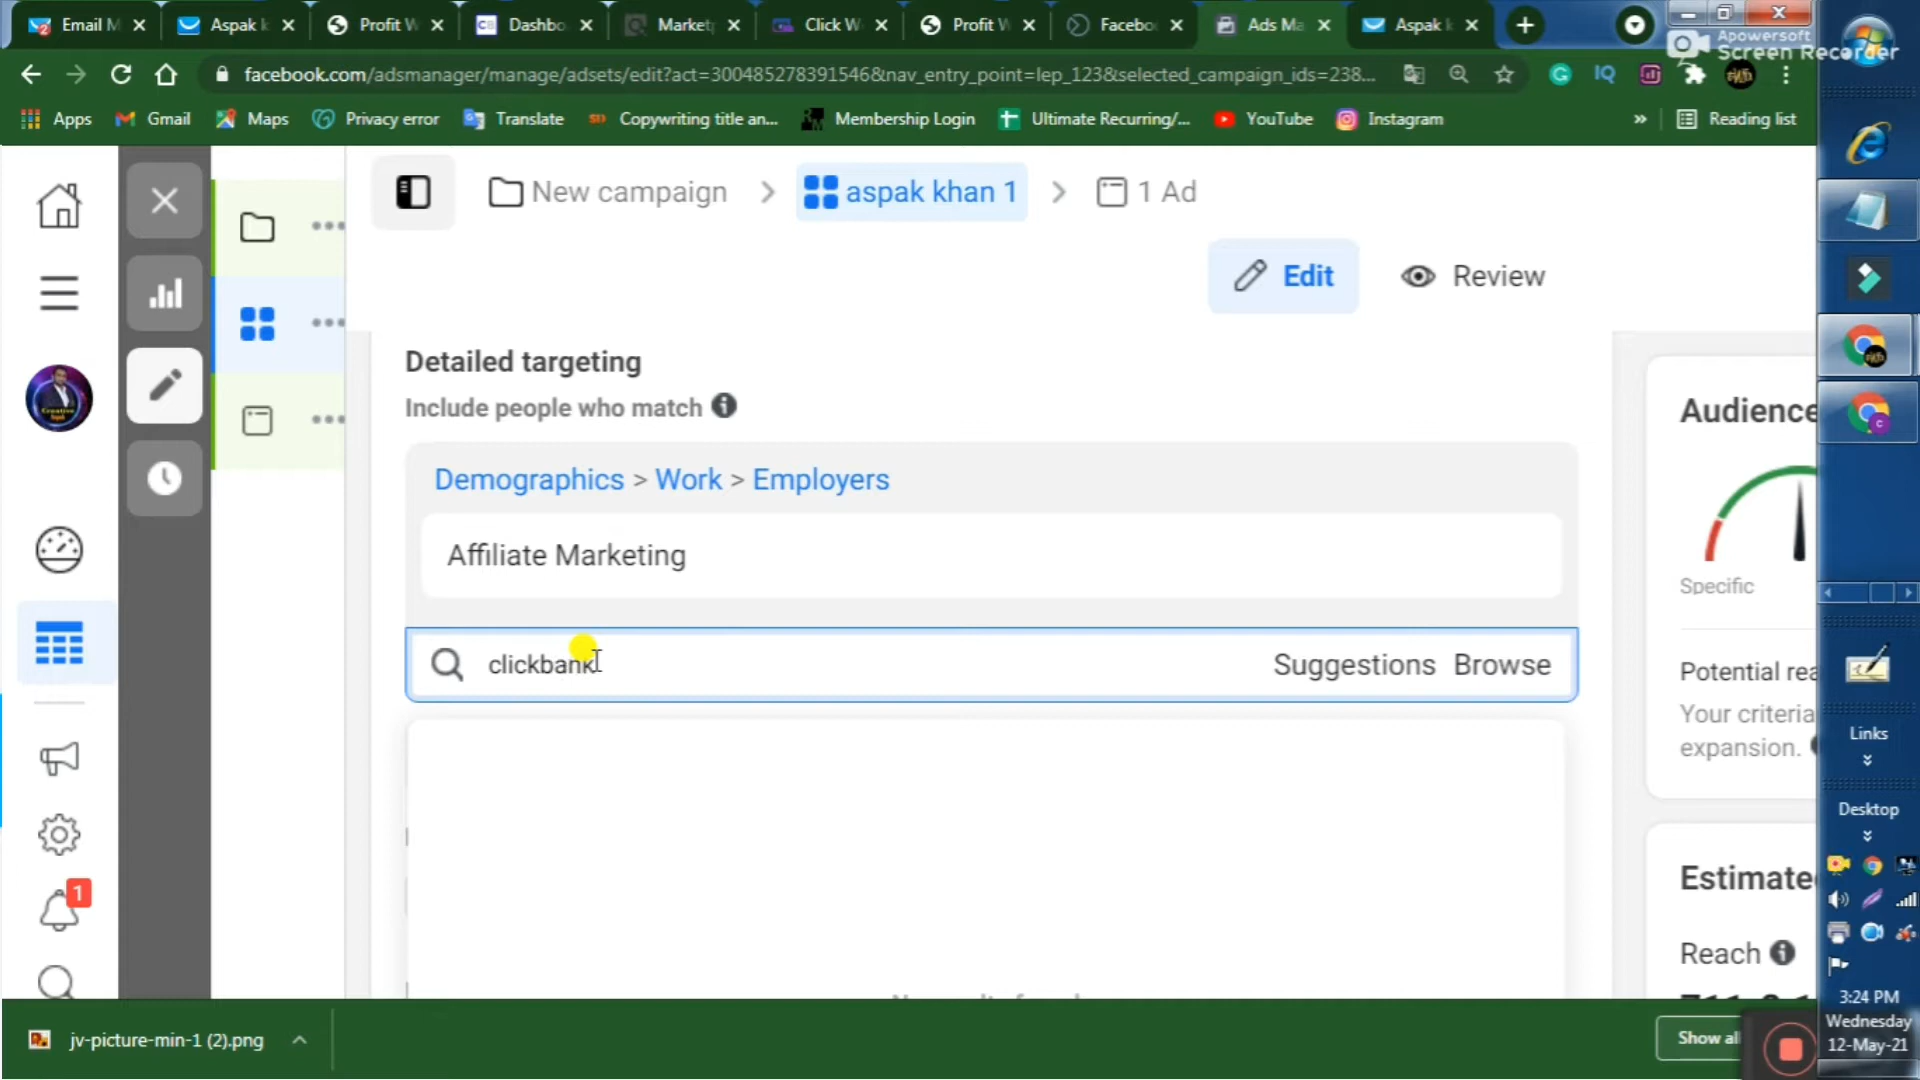 Email M
Aspak k
Profit W
Dashbo
Market
Click W
Profit W
Facebo
Ads Ma
Aspak k
Apowersoft
Screen Recorder
facebook.com/adsmanager/manage/adsets/edit?act=300485278391546&nav_entry_point=lep_123&selected_campaign_ids=238...
IQ
Apps
Gmail
Maps
Privacy error
Translate
Copywriting title an...
Membership Login
Ultimate Recurring/...
YouTube
Instagram
»
Reading list
New campaign
aspak khan 1
1 Ad
Edit
Review
Detailed targeting
Include people who match
Demographics > Work > Employers
Affiliate Marketing
clickbank
Suggestions
Browse
Audience
Specific
Potential rea
Your criteria
expansion.
Estimate
Reach
1
Links
Desktop
3:24 PM
Wednesday
12-May-21
jv-picture-min-1 (2).png
Show al